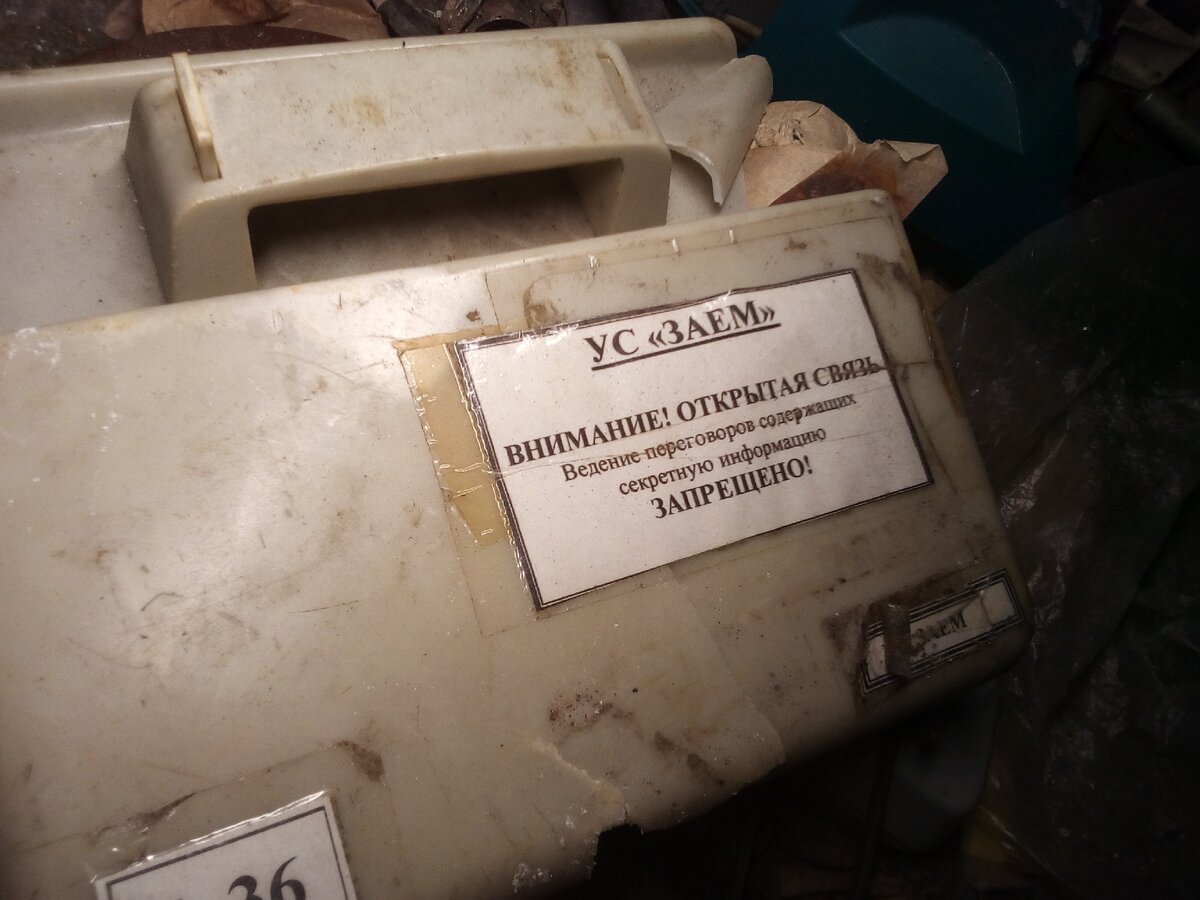 УС «ЗАЕМ»
ВНИМАНИЕ! ОТКРЫТАЯ СВЯЗЬ
Ведение переговоров содержащих
секретную информацию
ЗАПРЕЩЕНО!
ЗАЕМ
36